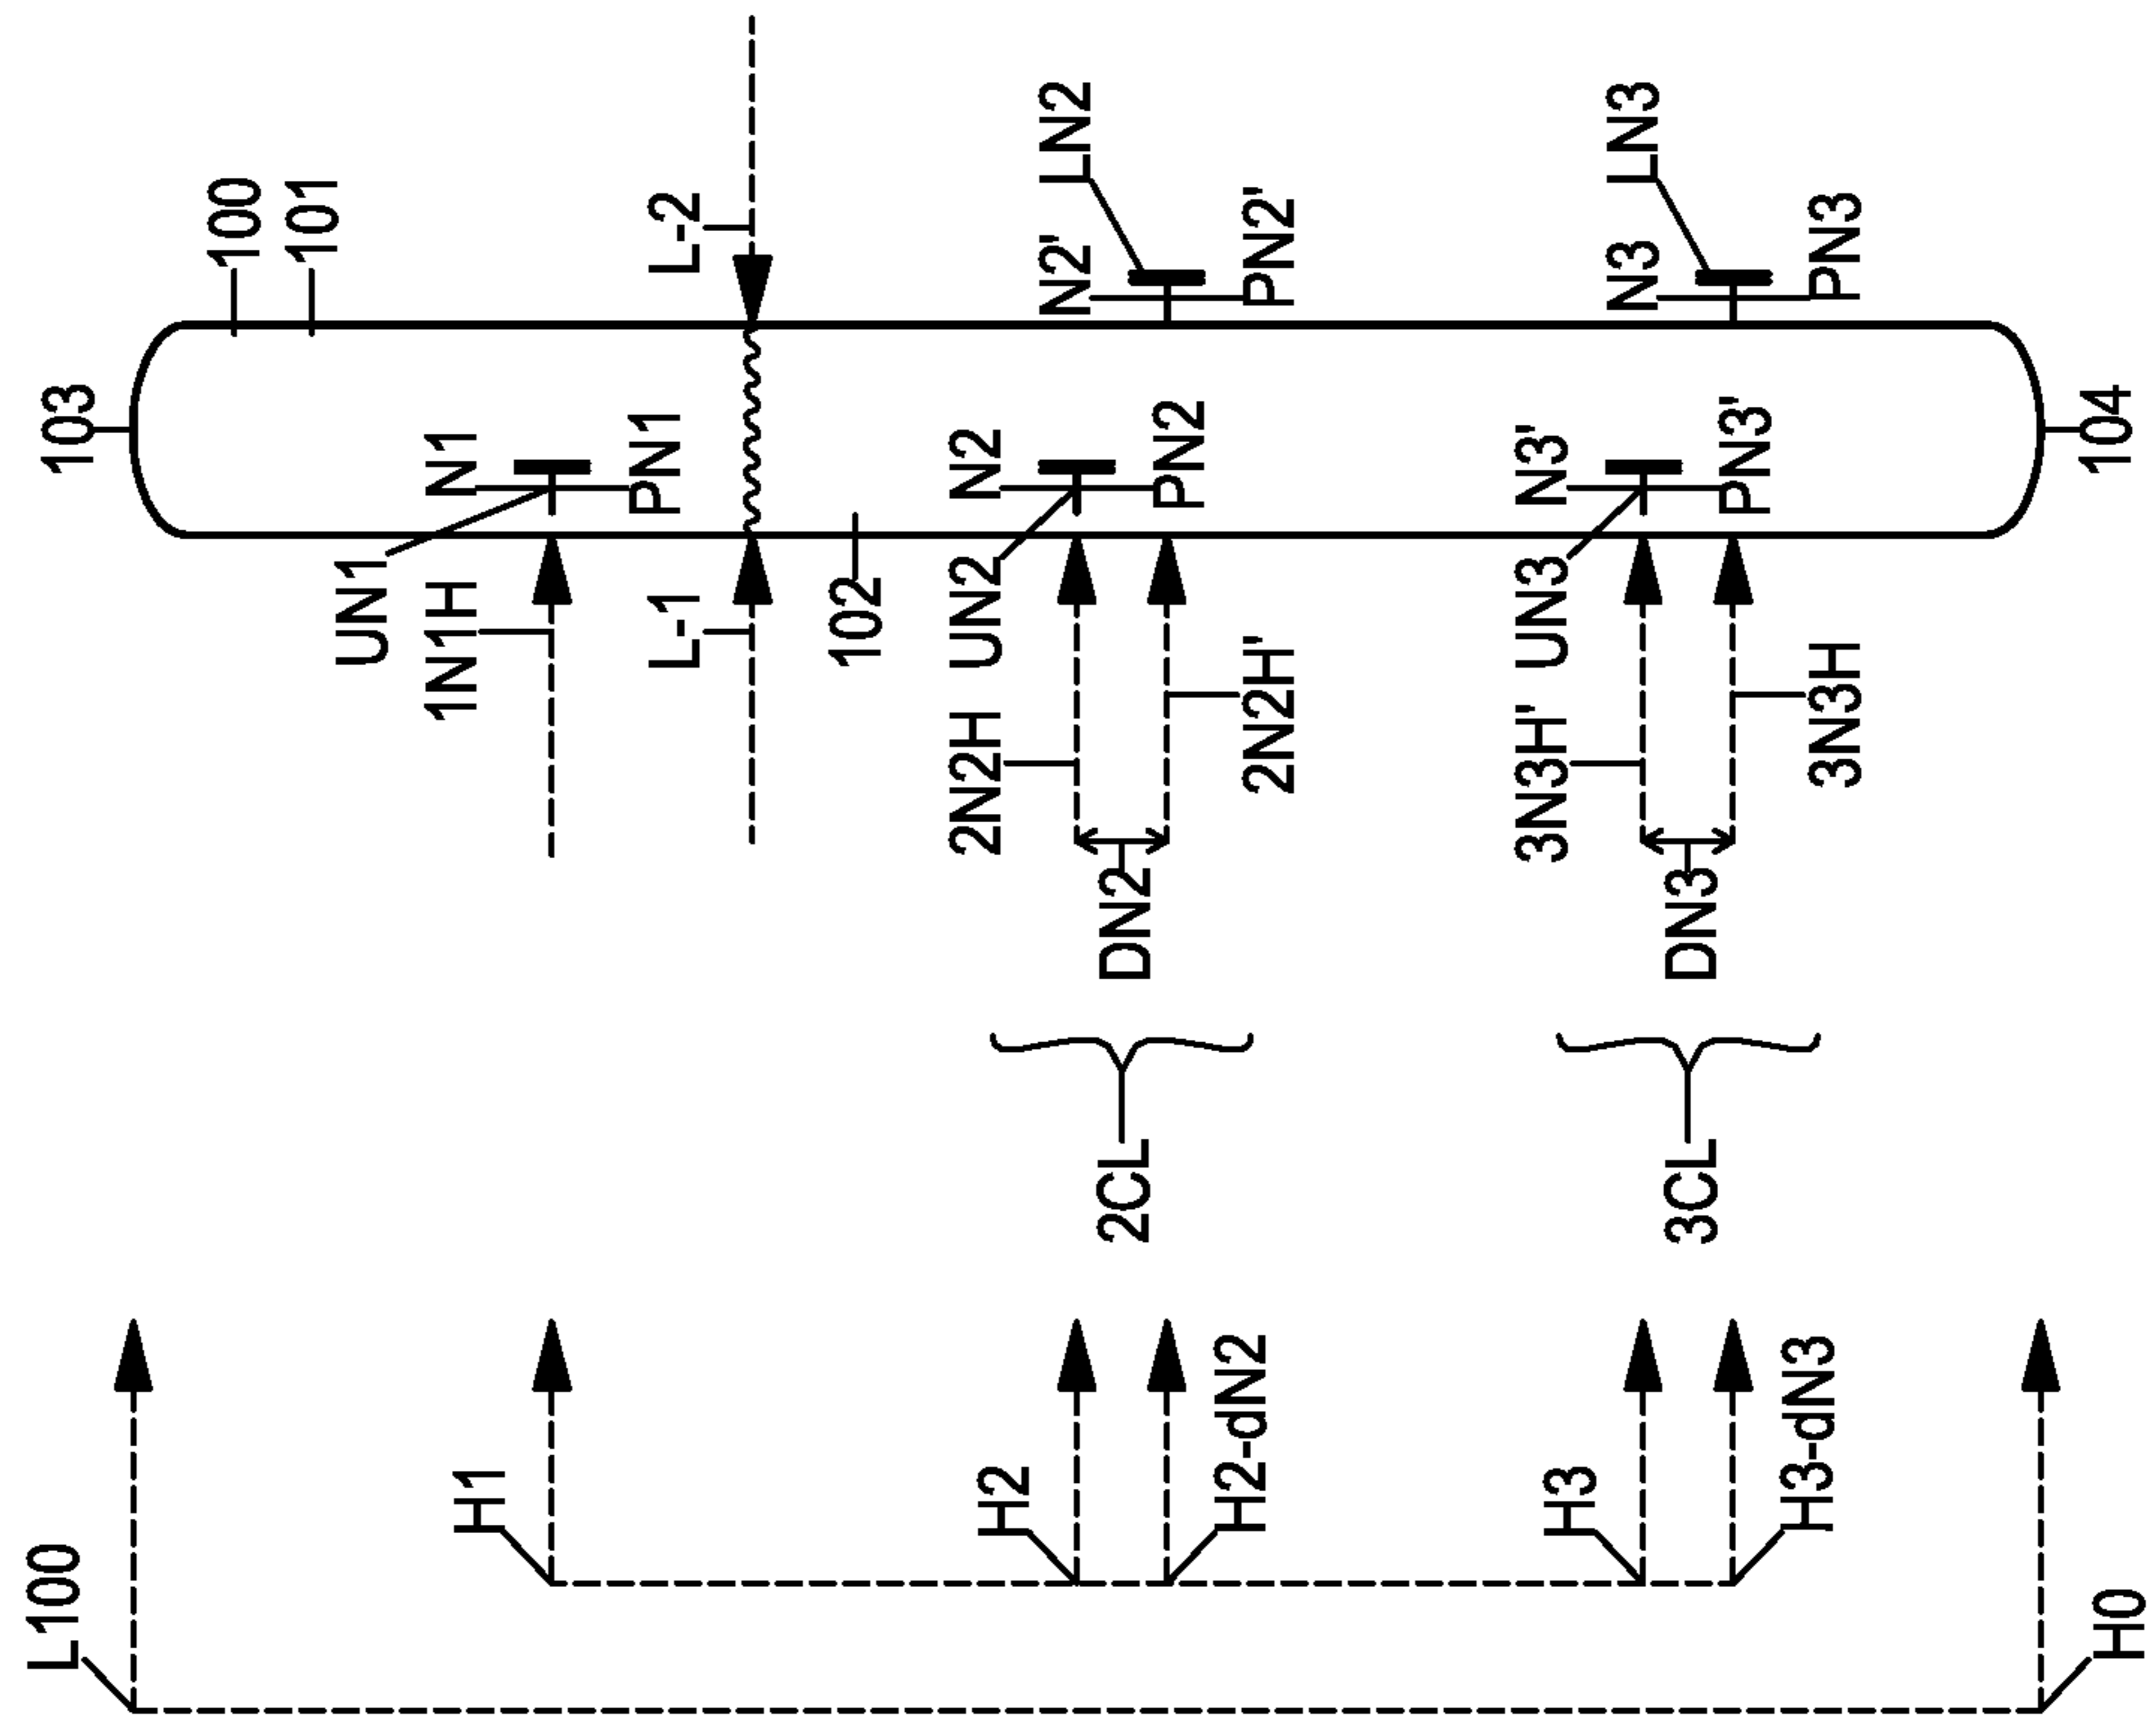 103
100
101
N1
PN1
UN1
1N1H
L-2
L-1
102
N2
PN2
UN2
2N2H
2N2H'
N2'
LN2
PN2'
DN2
2CL
N3'
PN3'
UN3
3N3H'
3N3H
N3
LN3
PN3
DN3
3CL
104
L100
H1
H2
H2-dN2
H3
H3-dN3
H0